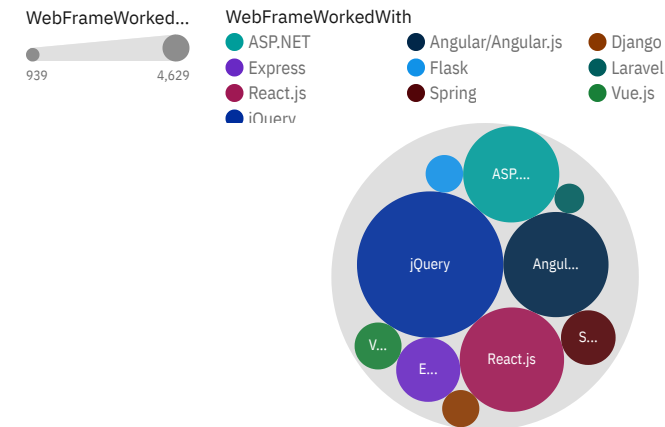 WebFrameWorked...
939 4,629
WebFrameWorkedWith
ASP.NET Angular/Angular.js Django
Express Flask Laravel
React.js Spring Vue.js
jQuery
ASP....
jQuery Angul...
V... S...
E... React.js